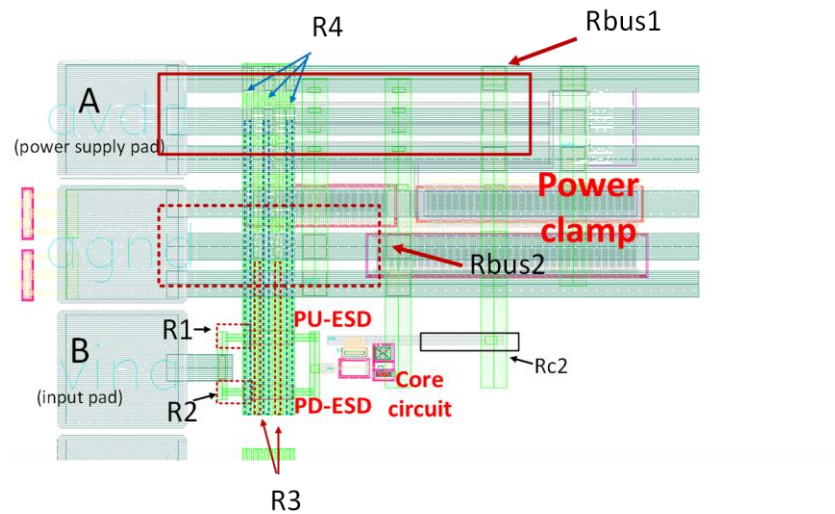 R4
Rbus1
A
avdd
(power supply pad)
Power
clamp
agnd
Rbus2
R1
PU-ESD
B
vina
(input pad)
Rc2
Core
circuit
R2
PD-ESD
R3